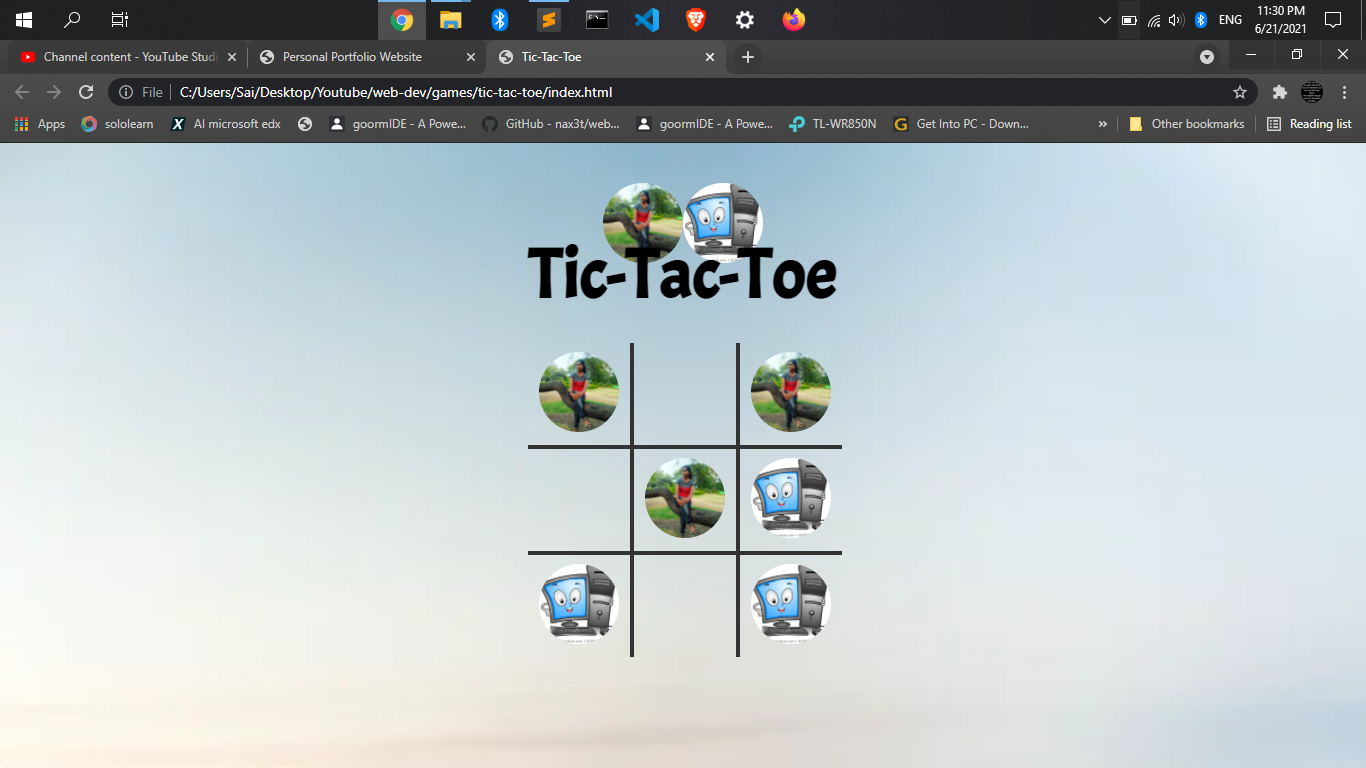 ENG
11:30 PM
6/21/2021
Channel content - YouTube Studi
Personal Portfolio Website
Tic-Tac-Toe
File
C:/Users/Sai/Desktop/Youtube/web-dev/games/tic-tac-toe/index.html
Apps
sololearn
AI microsoft edx
goormIDE - A Powe...
GitHub - nax3t/web...
goormIDE - A Powe...
TL-WR850N
Get Into PC - Down...
»
Other bookmarks
Reading list
Tic-Tac-Toe